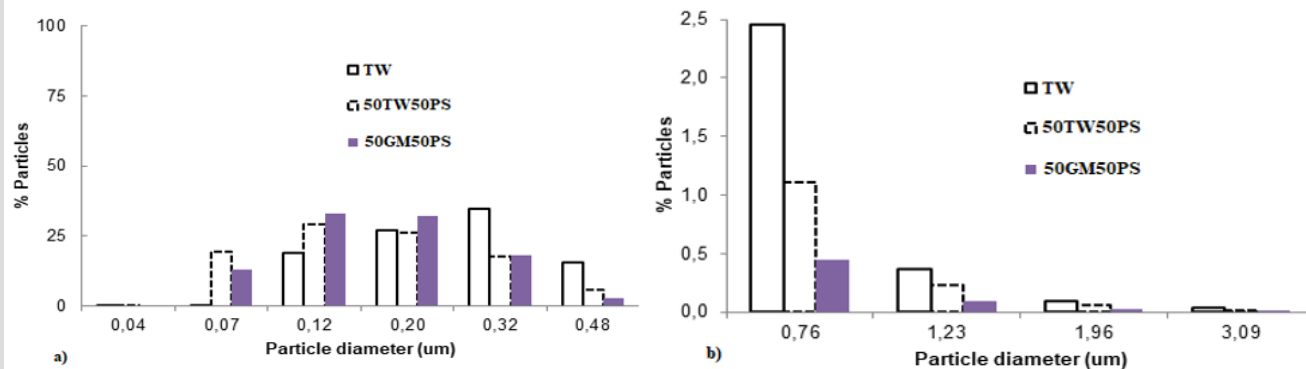 100
75
50
25
0
% Particles
TW
50TW50PS
50GM50PS
0,04 0,07 0,12 0,20 0,32 0,48
Particle diameter (um)
a)
2,5
2,0
1,5
1,0
0,5
0,0
% Particles
TW
50TW50PS
50GM50PS
0,76 1,23 1,96 3,09
Particle diameter (um)
b)